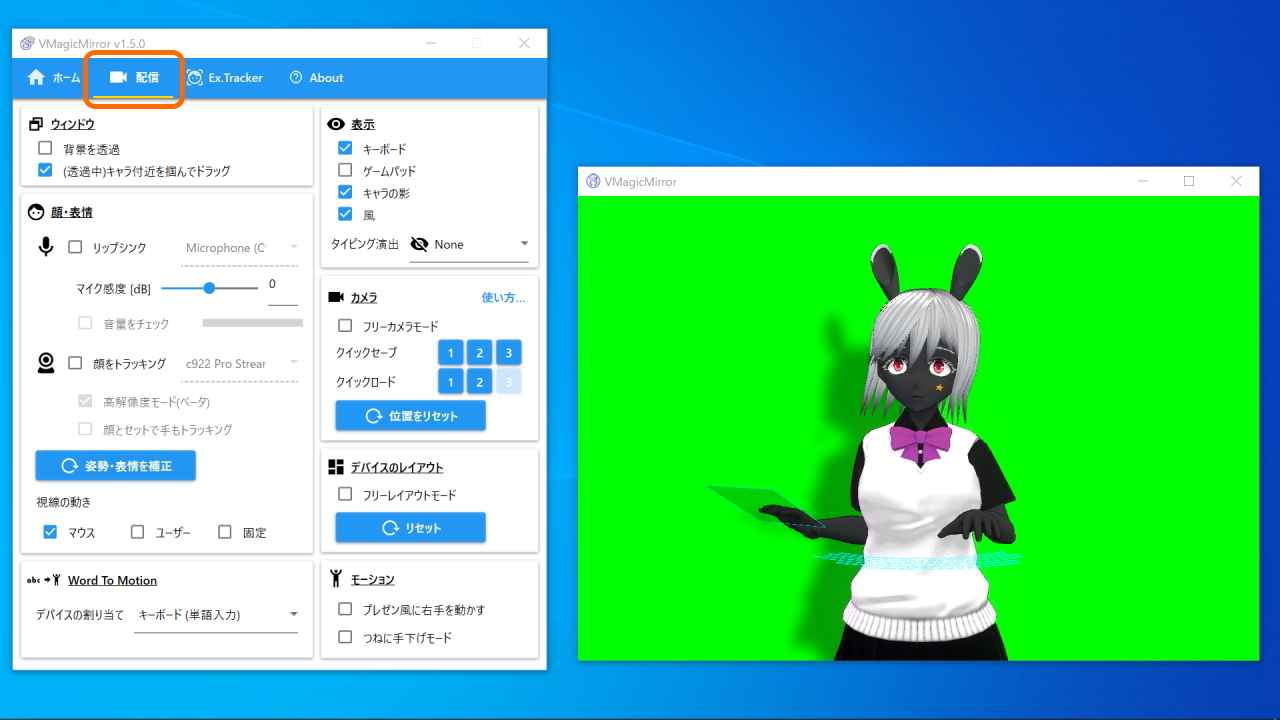 VMagicMirror v1.5.0
ホーム
配信
Ex.Tracker
About
ウィンドウ
背景を透過
(透過中)キャラ付近を掴んでドラッグ
顔・表情
リップシンク
Microphone (C
マイク感度 [dB]
0
音量をチェック
顔をトラッキング
c922 Pro Strear
高解像度モード(ベータ)
顔とセットで手もトラッキング
姿勢・表情を補正
視線の動き
マウス
ユーザー
固定
abc
Word To Motion
デバイスの割り当て
キーボード (単語入力)
表示
キーボード
ゲームパッド
キャラの影
風
タイピング演出
None
カメラ
使い方...
フリーカメラモード
クイックセーブ
1 2 3
クイックロード
1 2 3
位置をリセット
デバイスのレイアウト
フリーレイアウトモード
リセット
モーション
プレゼン風に右手を動かす
つねに手下げモード
VMagicMirror